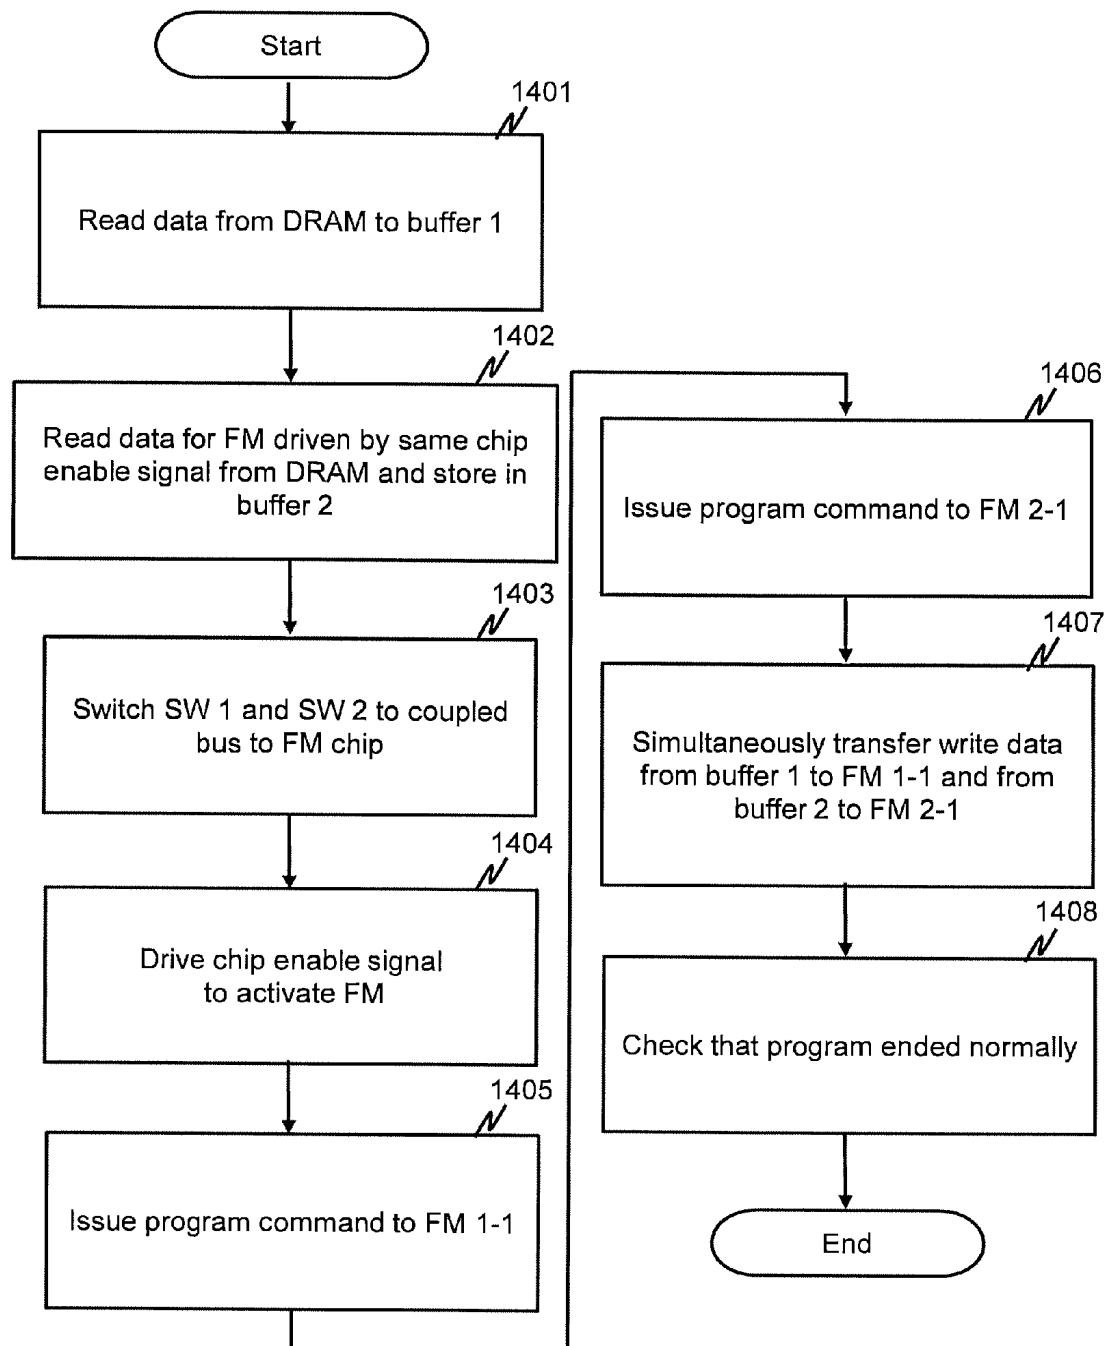 Start
1401
Read data from DRAM to buffer 1
1402
Read data for FM driven by same chip
enable signal from DRAM and store in
buffer 2
1403
Switch SW 1 and SW 2 to coupled
bus to FM chip
1404
Drive chip enable signal
to activate FM
1405
Issue program command to FM 1-1
1406
Issue program command to FM 2-1
1407
Simultaneously transfer write data
from buffer 1 to FM 1-1 and from
buffer 2 to FM 2-1
1408
Check that program ended normally
End